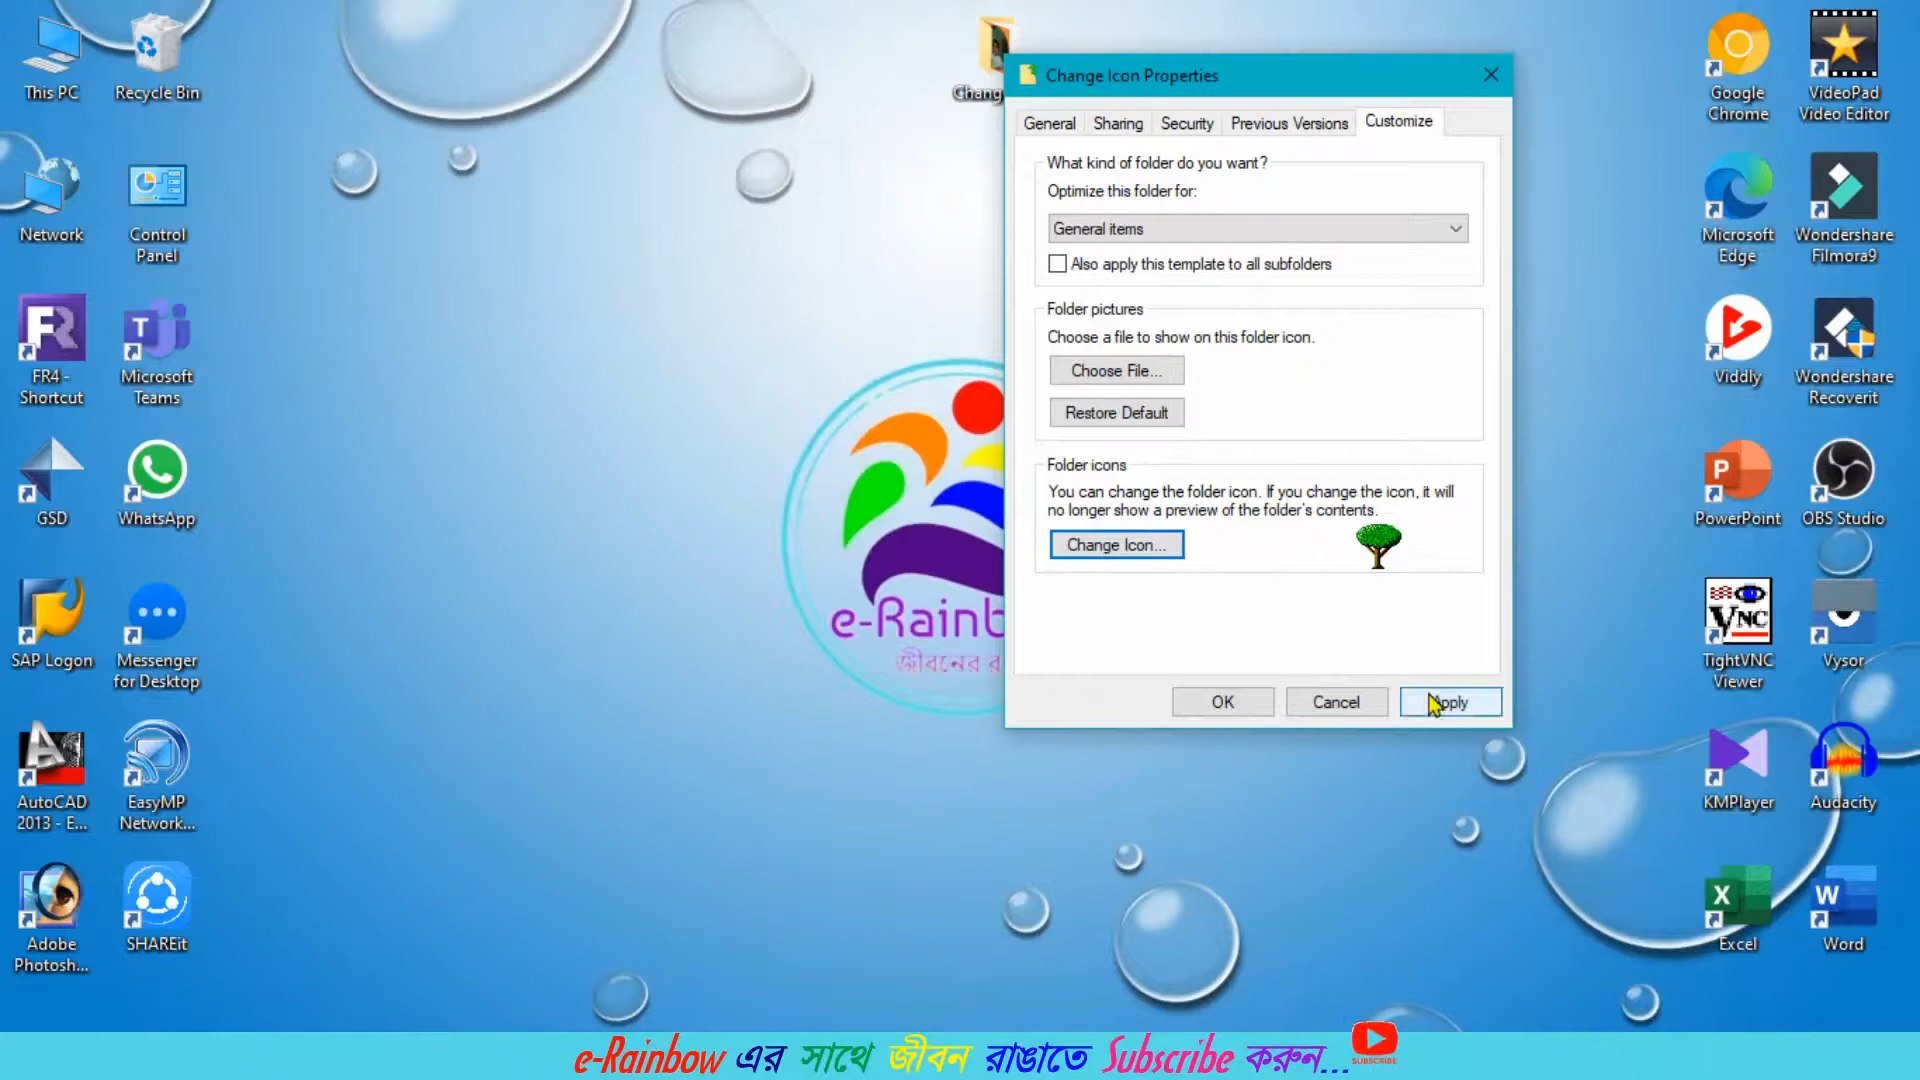 This PC
Recycle Bin
Network
Control
Panel
FR4 -
Shortcut
Microsoft
Teams
GSD
WhatsApp
SAP Logon
Messenger
for Desktop
AutoCAD
2013 - E...
EasyMP
Network...
Adobe
Photosh...
SHAREit
Chang
e-Rainb
জীবনের র
Change Icon Properties
General
Sharing
Security
Previous Versions
Customize
What kind of folder do you want?
Optimize this folder for:
General items
Also apply this template to all subfolders
Folder pictures
Choose a file to show on this folder icon.
Choose File...
Restore Default
Folder icons
You can change the folder icon. If you change the icon, it will
no longer show a preview of the folder's contents.
Change Icon...
OK
Cancel
Apply
Google
Chrome
VideoPad
Video Editor
Microsoft
Edge
Wondershare
Filmora9
Viddly
Wondershare
Recoverit
PowerPoint
OBS Studio
VNC
TightVNC
Viewer
Vysor
KMPlayer
Audacity
Excel
Word
e-Rainbow এর সাথে জীবন রাঙাতে Subscribe করুন...
SUBSCRIBE